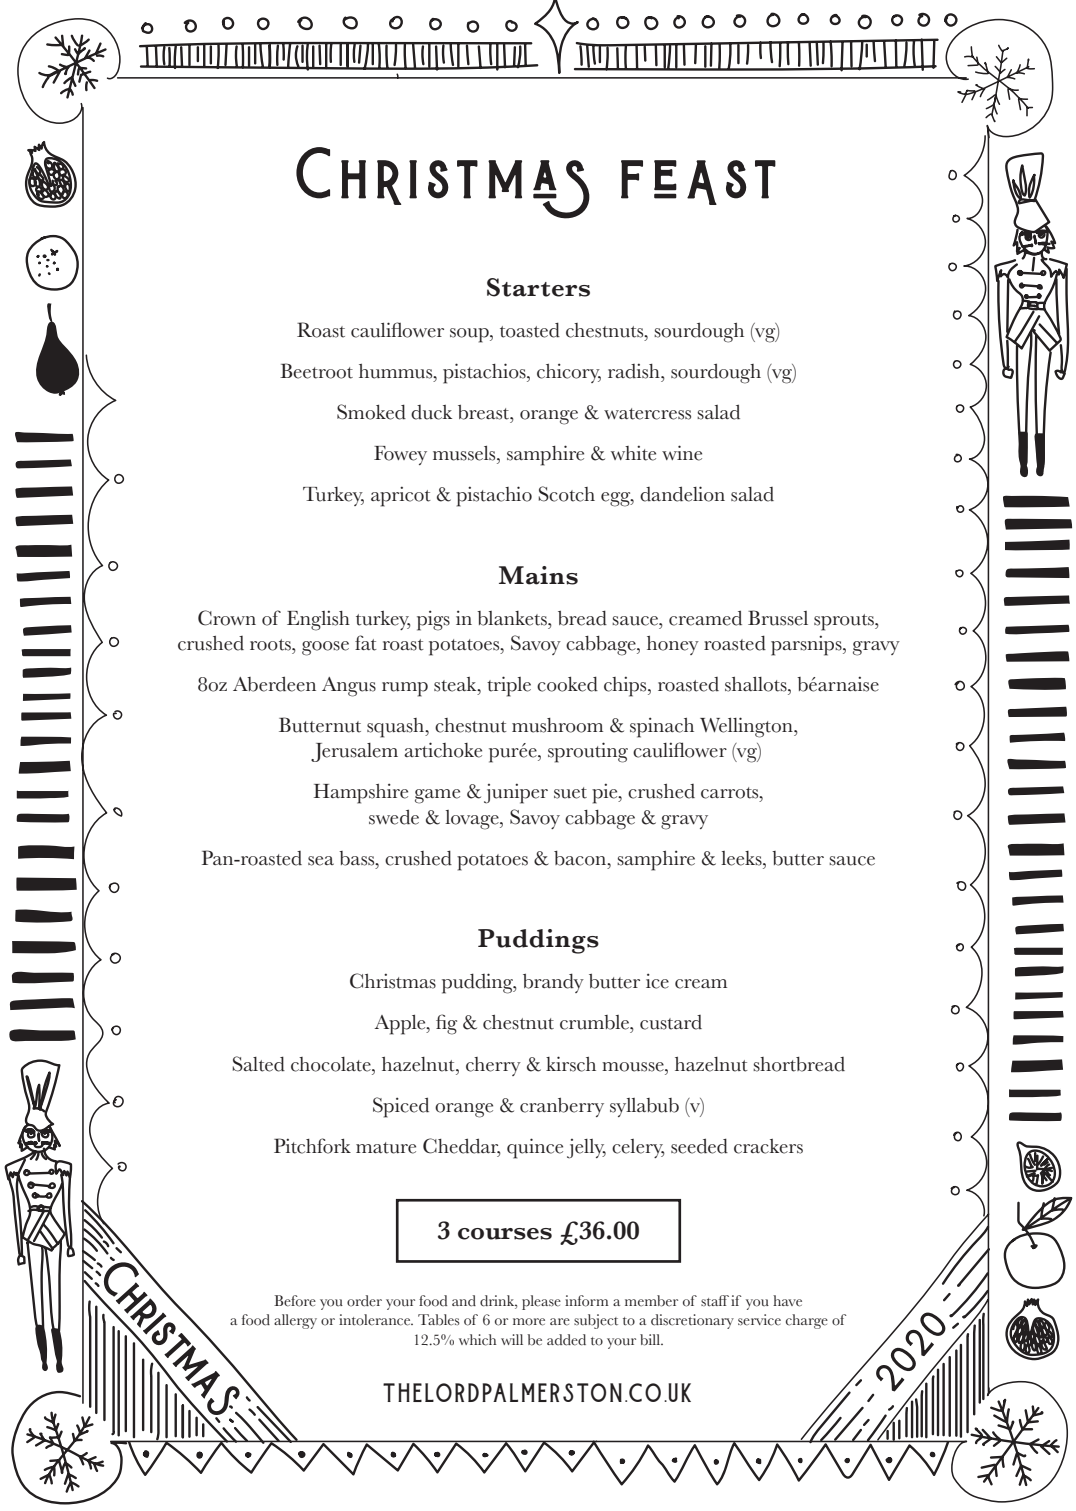 Christmas Feast
Starters
Roast cauliflower soup, toasted chestnuts, sourdough (vg)
Beetroot hummus, pistachios, chicory, radish, sourdough (vg)
Smoked duck breast, orange & watercress salad
Fowey mussels, samphire & white wine
Turkey, apricot & pistachio Scotch egg, dandelion salad
Mains
Crown of English turkey, pigs in blankets, bread sauce, creamed Brussel sprouts,
crushed roots, goose fat roast potatoes, Savoy cabbage, honey roasted parsnips, gravy
8oz Aberdeen Angus rump steak, triple cooked chips, roasted shallots, béarnaise
Butternut squash, chestnut mushroom & spinach Wellington,
Jerusalem artichoke purée, sprouting cauliflower (vg)
Hampshire game & juniper suet pie, crushed carrots,
swede & lovage, Savoy cabbage & gravy
Pan-roasted sea bass, crushed potatoes & bacon, samphire & leeks, butter sauce
Puddings
Christmas pudding, brandy butter ice cream
Apple, fig & chestnut crumble, custard
Salted chocolate, hazelnut, cherry & kirsch mousse, hazelnut shortbread
Spiced orange & cranberry syllabub (v)
Pitchfork mature Cheddar, quince jelly, celery, seeded crackers
3 courses £36.00
Before you order your food and drink, please inform a member of staff if you have
a food allergy or intolerance. Tables of 6 or more are subject to a discretionary service charge of
12.5% which will be added to your bill.
THELORDPALMERSTON.CO.UK
CHRISTMAS
2020